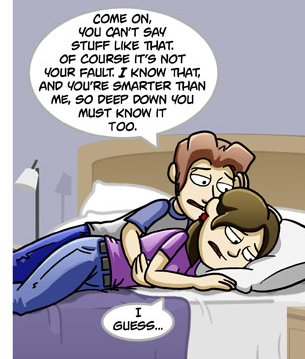 COME ON,
YOU CAN'T SAY
STUFF LIKE THAT.
OF COURSE IT'S NOT
YOUR FAULT. I KNOW THAT,
AND YOU'RE SMARTER THAN
ME, SO DEEP DOWN YOU
MUST KNOW IT
TOO.
I
GUESS...